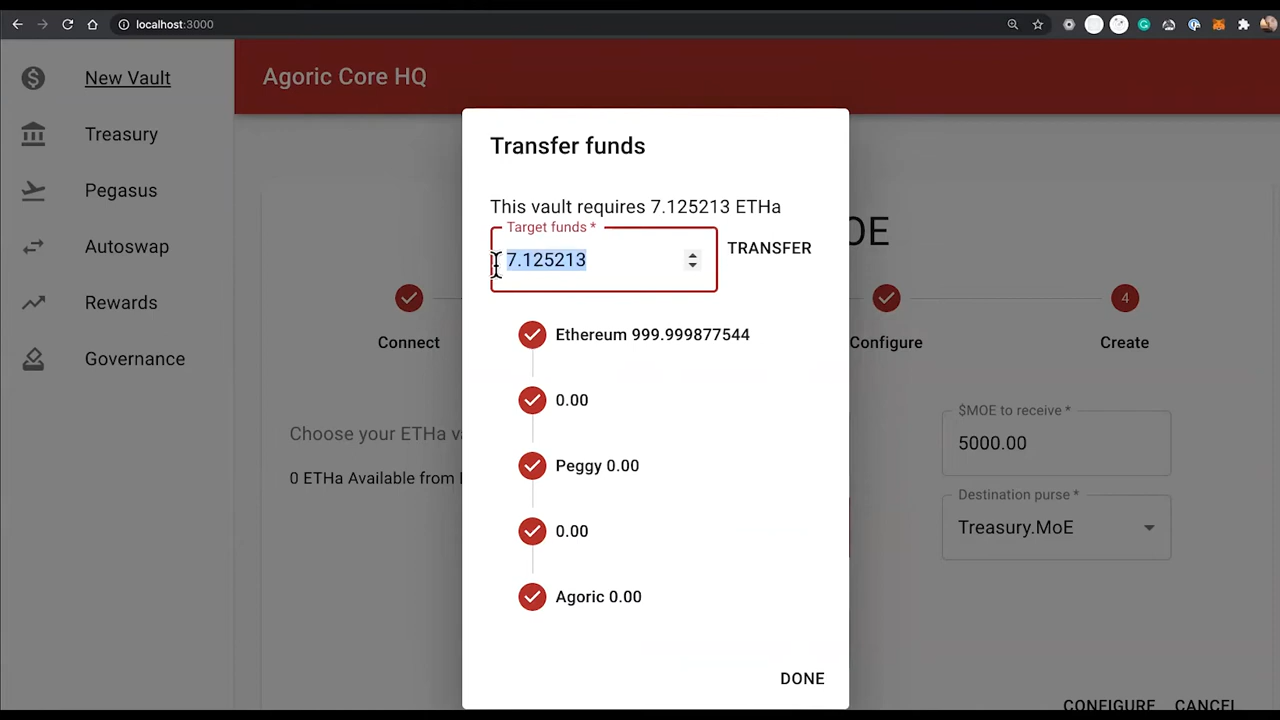 localhost:3000
New Vault
Treasury
Pegasus
Autoswap
Rewards
Governance
Agoric Core HQ
Transfer funds
This vault requires 7.125213 ETHa
Target funds *
7.125213
TRANSFER
Ethereum 999.999877544
0.00
Peggy 0.00
0.00
Agoric 0.00
DONE
OE
Connect
Configure
4
Create
Choose your ETHa
0 ETHa Available from
$MOE to receive *
5000.00
Destination purse *
Treasury.MoE
CONFIGURE
CANCEL